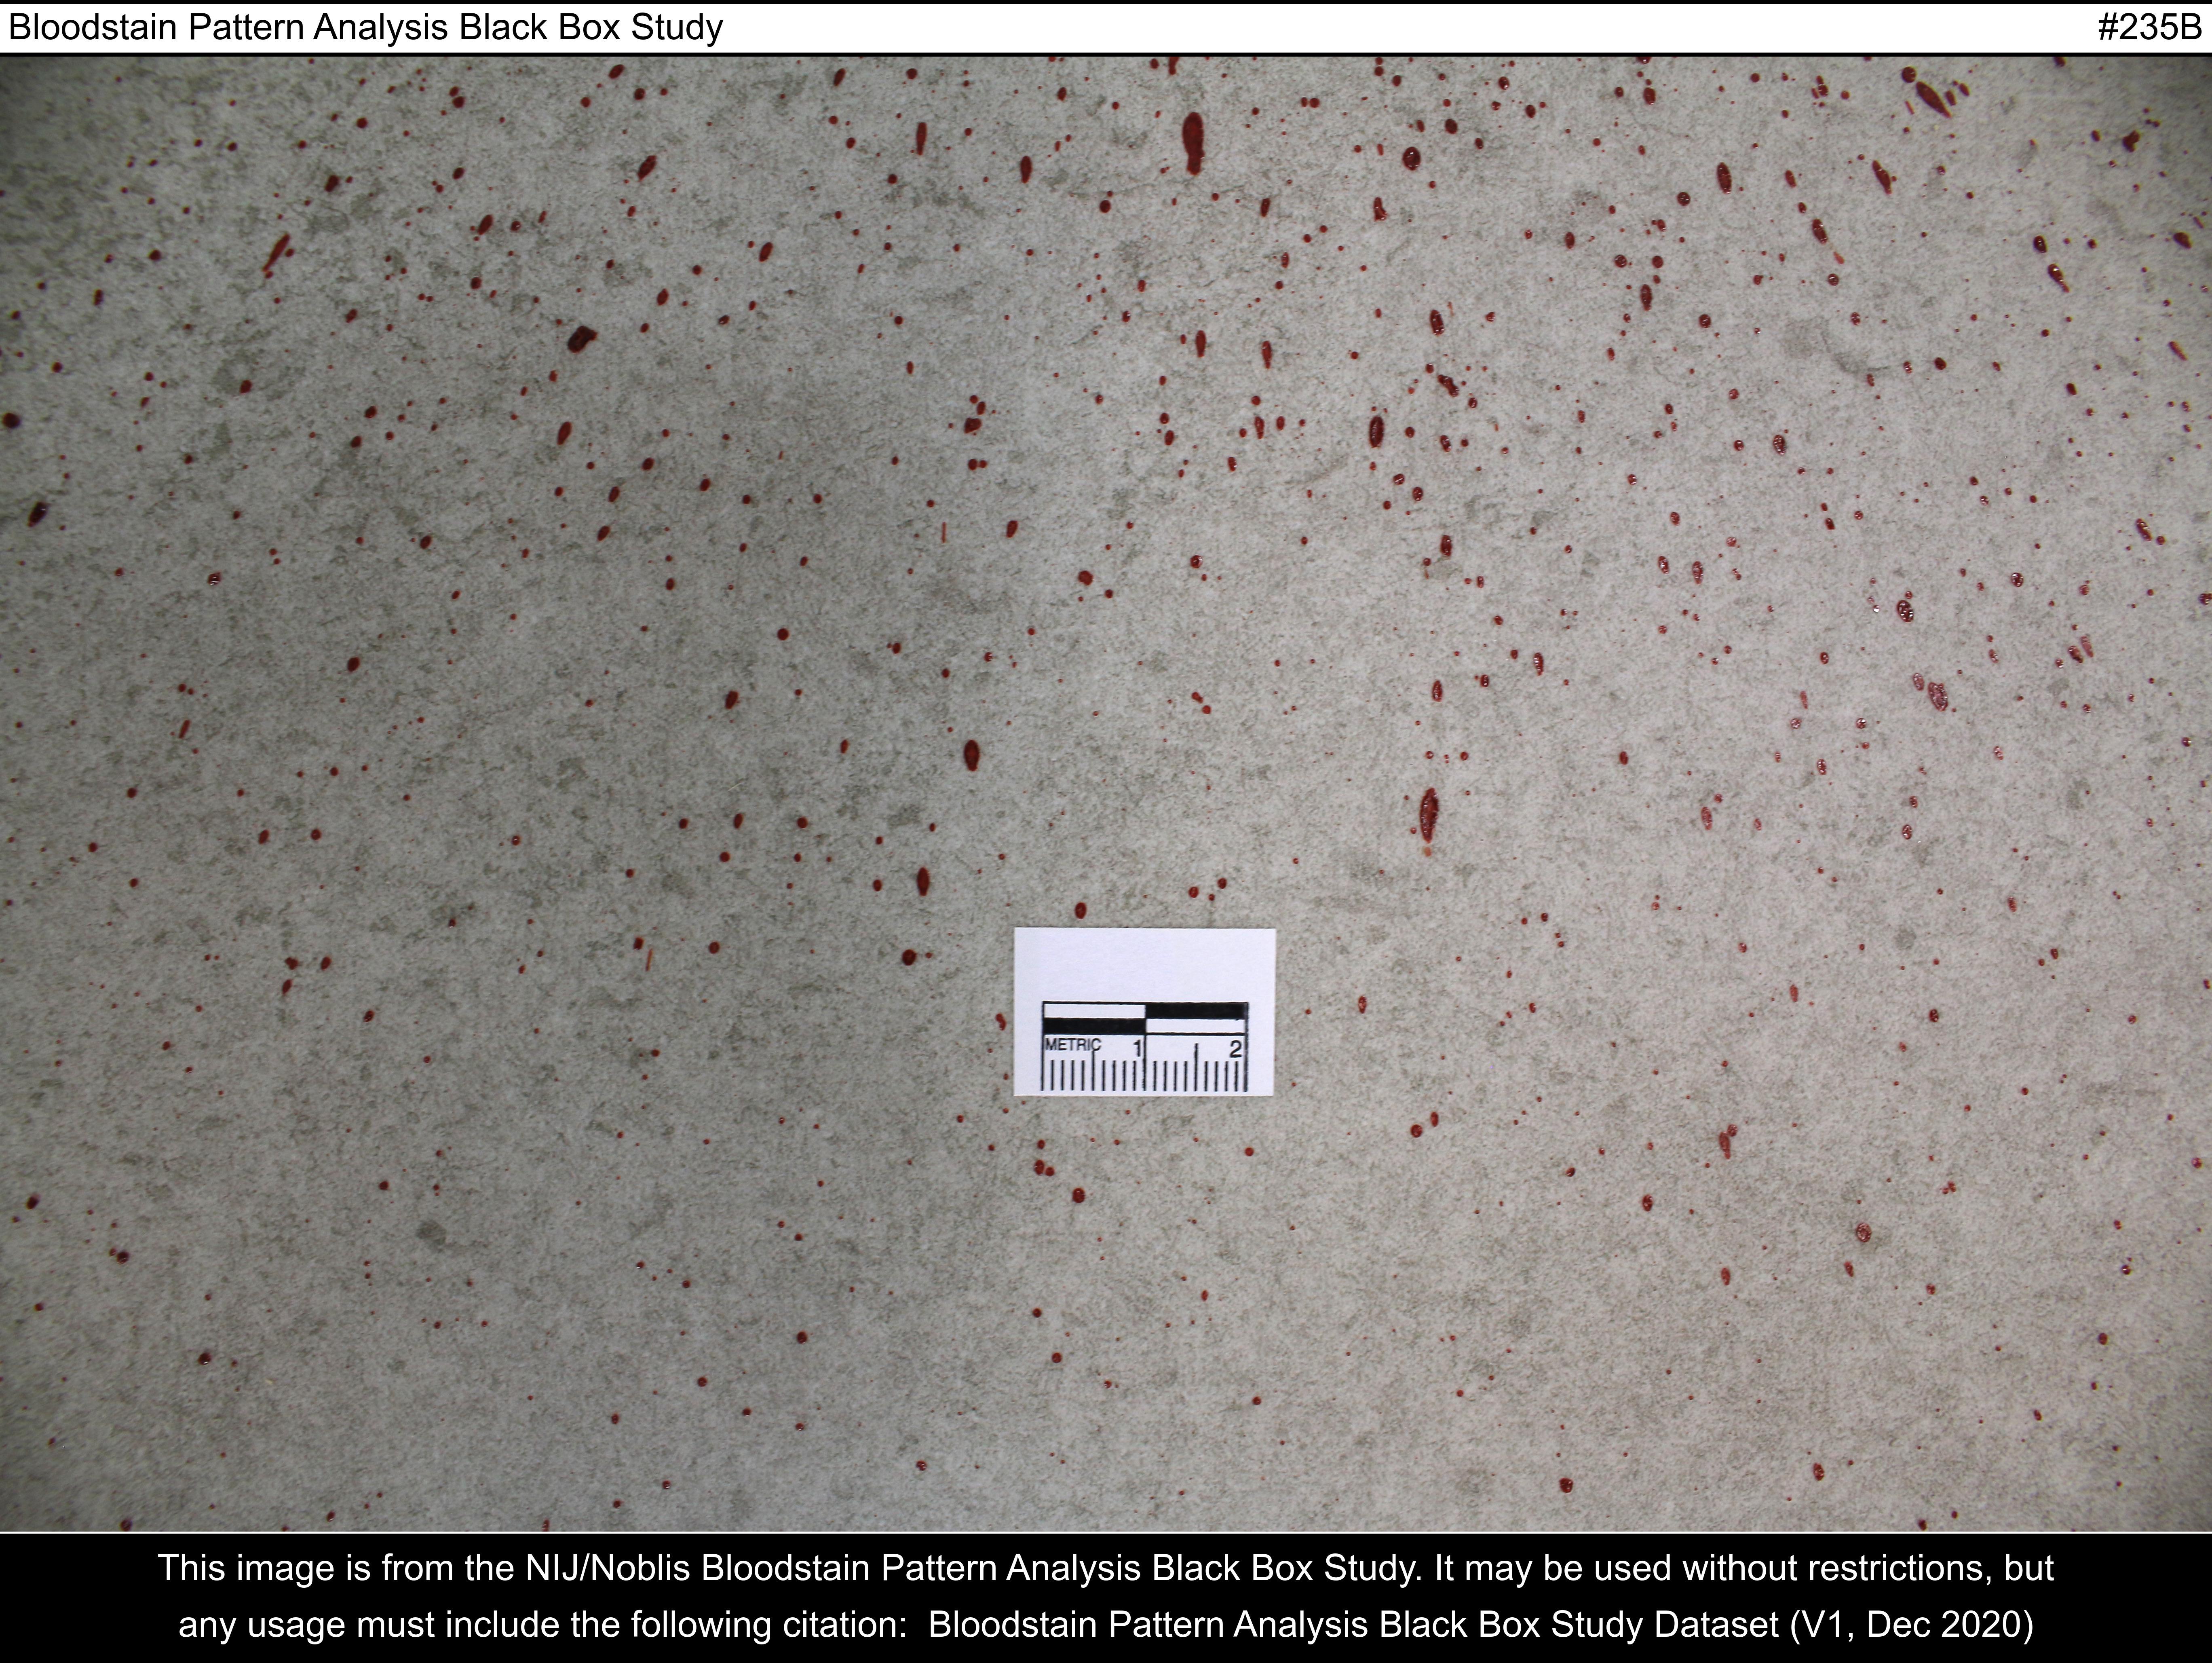 Bloodstain Pattern Analysis Black Box Study #235B
METRIC 1 2
This image is from the NIJ/Noblis Bloodstain Pattern Analysis Black Box Study. It may be used without restrictions, but
any usage must include the following citation: Bloodstain Pattern Analysis Black Box Study Dataset (V1, Dec 2020)